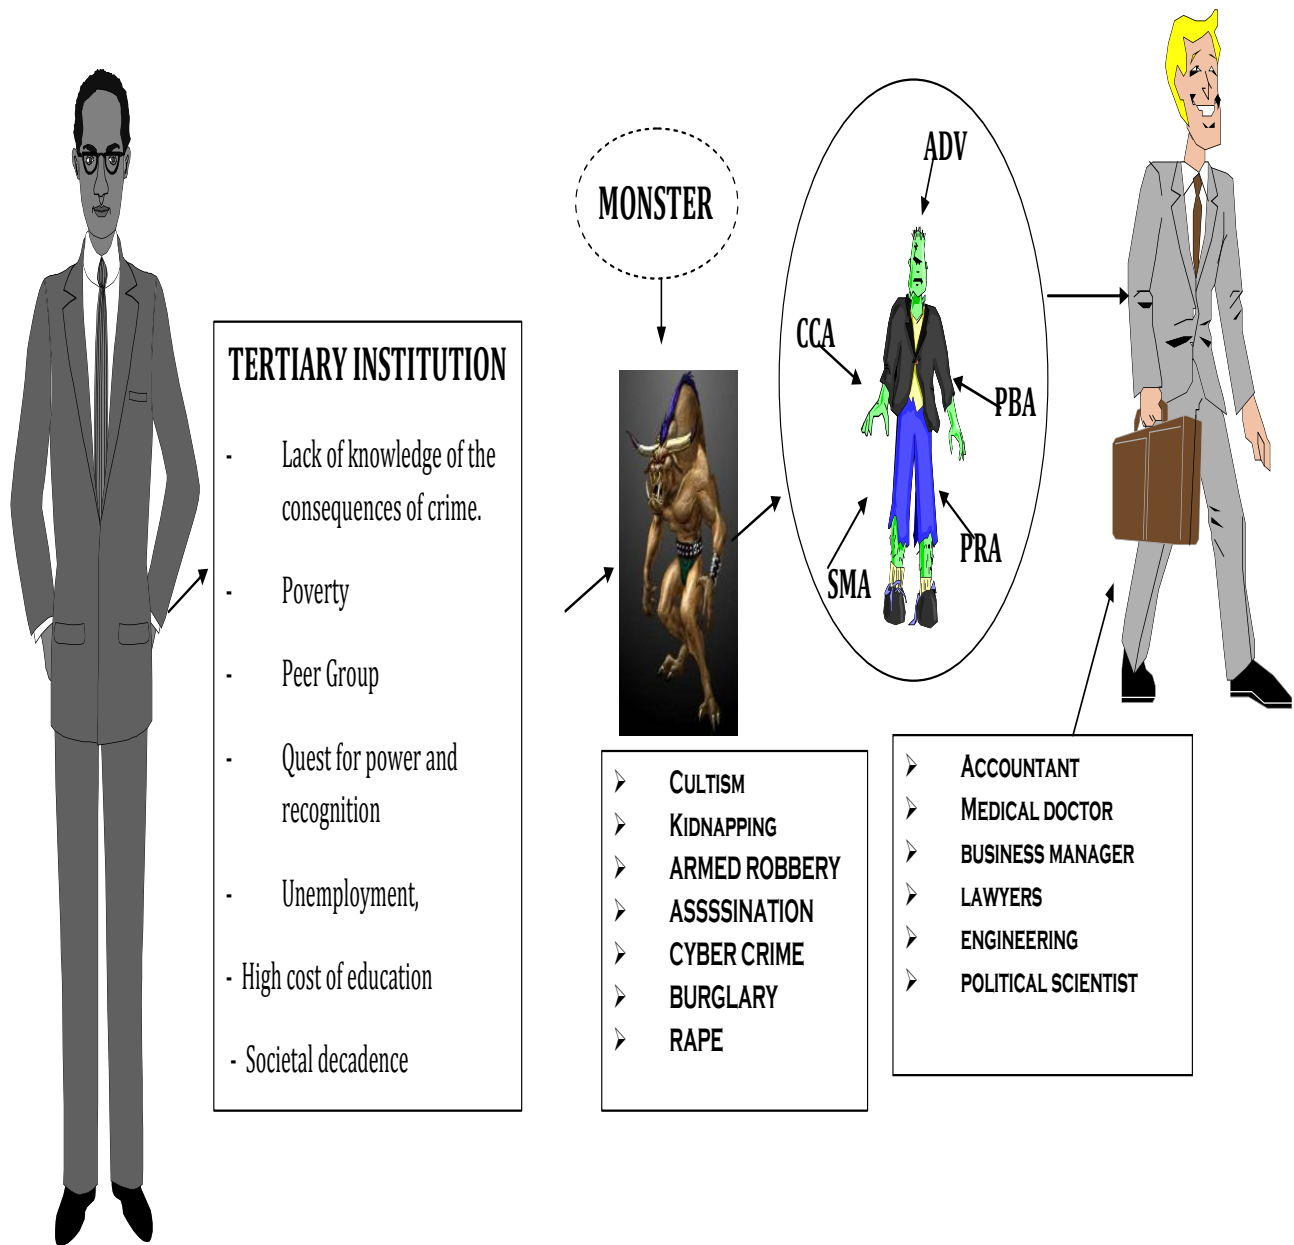 TERTIARY INSTITUTION
- Lack of knowledge of the
consequences of crime.
- Poverty
- Peer Group
- Quest for power and
recognition
- Unemployment,
- High cost of education
- Societal decadence
MONSTER
➢ CULTISM
➢ KIDNAPPING
➢ ARMED ROBBERY
➢ ASSSSINATION
➢ CYBER CRIME
➢ BURGLARY
➢ RAPE
ADV
CCA
PBA
SMA
PRA
➢ ACCOUNTANT
➢ MEDICAL DOCTOR
➢ BUSINESS MANAGER
➢ LAWYERS
➢ ENGINEERING
➢ POLITICAL SCIENTIST